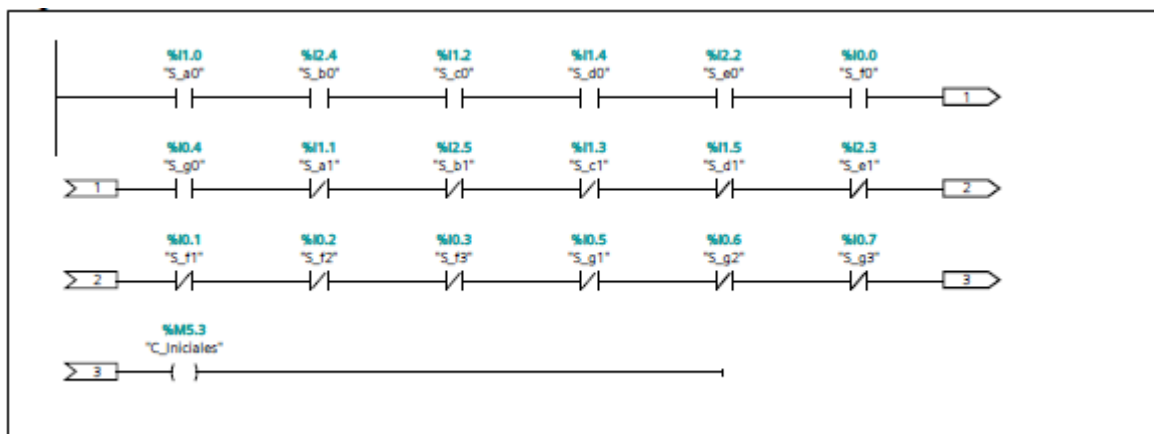 %I1.0 %I2.4 %I1.2 %I1.4 %I2.2 %I0.0
"S_a0" "S_b0" "S_c0" "S_d0" "S_e0" "S_f0"
1
%I0.4 %I1.1 %I2.5 %I1.3 %I1.5 %I2.3
"S_g0" "S_a1" "S_b1" "S_c1" "S_d1" "S_e1"
1 2
%I0.1 %I0.2 %I0.3 %I0.5 %I0.6 %I0.7
"S_f1" "S_f2" "S_f3" "S_g1" "S_g2" "S_g3"
2 3
%M5.3
"C_Iniciales"
3